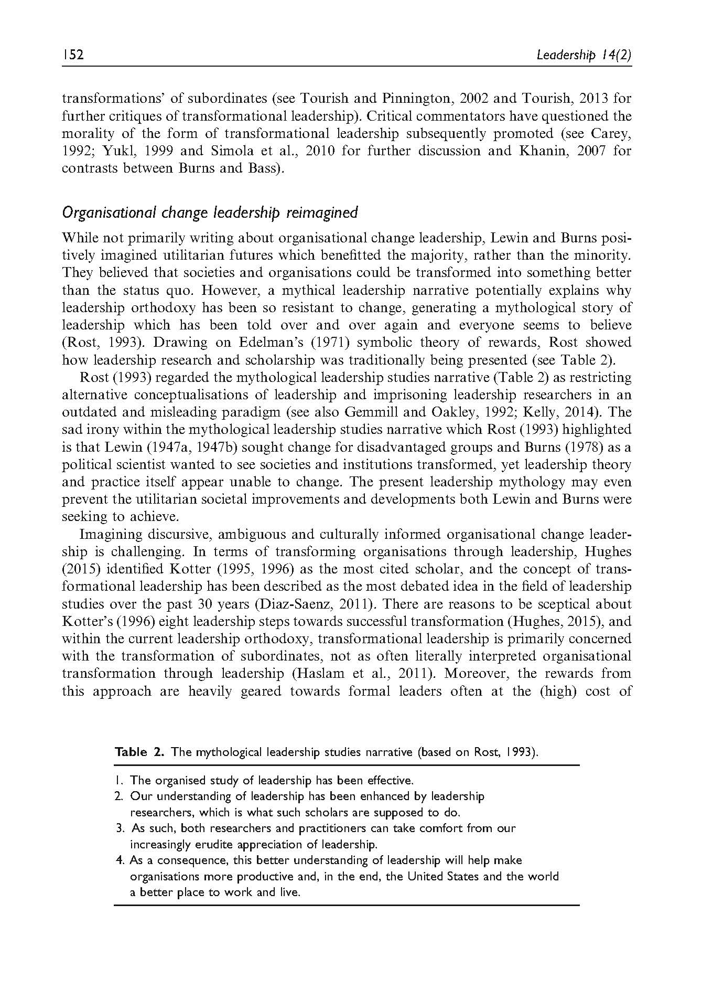 152
Leadership 14(2)
transformations’ of subordinates (see Tourish and Pinnington, 2002 and Tourish, 2013 for
further critiques of transformational leadership). Critical commentators have questioned the
morality of the form of transformational leadership subsequently promoted (see Carey,
1992; Yukl, 1999 and Simola et al., 2010 for further discussion and Khanin, 2007 for
contrasts between Burns and Bass).
Organisational change leadership reimagined
While not primarily writing about organisational change leadership, Lewin and Burns posi-
tively imagined utilitarian futures which benefitted the majority, rather than the minority.
They believed that societies and organisations could be transformed into something better
than the status quo. However, a mythical leadership narrative potentially explains why
leadership orthodoxy has been so resistant to change, generating a mythological story of
leadership which has been told over and over again and everyone seems to believe
(Rost, 1993). Drawing on Edelman’s (1971) symbolic theory of rewards, Rost showed
how leadership research and scholarship was traditionally being presented (see Table 2).
Rost (1993) regarded the mythological leadership studies narrative (Table 2) as restricting
alternative conceptualisations of leadership and imprisoning leadership researchers in an
outdated and misleading paradigm (see also Gemmill and Oakley, 1992; Kelly, 2014). The
sad irony within the mythological leadership studies narrative which Rost (1993) highlighted
is that Lewin (1947a, 1947b) sought change for disadvantaged groups and Burns (1978) as a
political scientist wanted to see societies and institutions transformed, yet leadership theory
and practice itself appear unable to change. The present leadership mythology may even
prevent the utilitarian societal improvements and developments both Lewin and Burns were
seeking to achieve.
Imagining discursive, ambiguous and culturally informed organisational change leader-
ship is challenging. In terms of transforming organisations through leadership, Hughes
(2015) identified Kotter (1995, 1996) as the most cited scholar, and the concept of trans-
formational leadership has been described as the most debated idea in the field of leadership
studies over the past 30 years (Diaz-Saenz, 2011). There are reasons to be sceptical about
Kotter’s (1996) eight leadership steps towards successful transformation (Hughes, 2015), and
within the current leadership orthodoxy, transformational leadership is primarily concerned
with the transformation of subordinates, not as often literally interpreted organisational
transformation through leadership (Haslam et al., 2011). Moreover, the rewards from
this approach are heavily geared towards formal leaders often at the (high) cost of
Table 2. The mythological leadership studies narrative (based on Rost, 1993).
1. The organised study of leadership has been effective.
2. Our understanding of leadership has been enhanced by leadership
researchers, which is what such scholars are supposed to do.
3. As such, both researchers and practitioners can take comfort from our
increasingly erudite appreciation of leadership.
4. As a consequence, this better understanding of leadership will help make
organisations more productive and, in the end, the United States and the world
a better place to work and live.